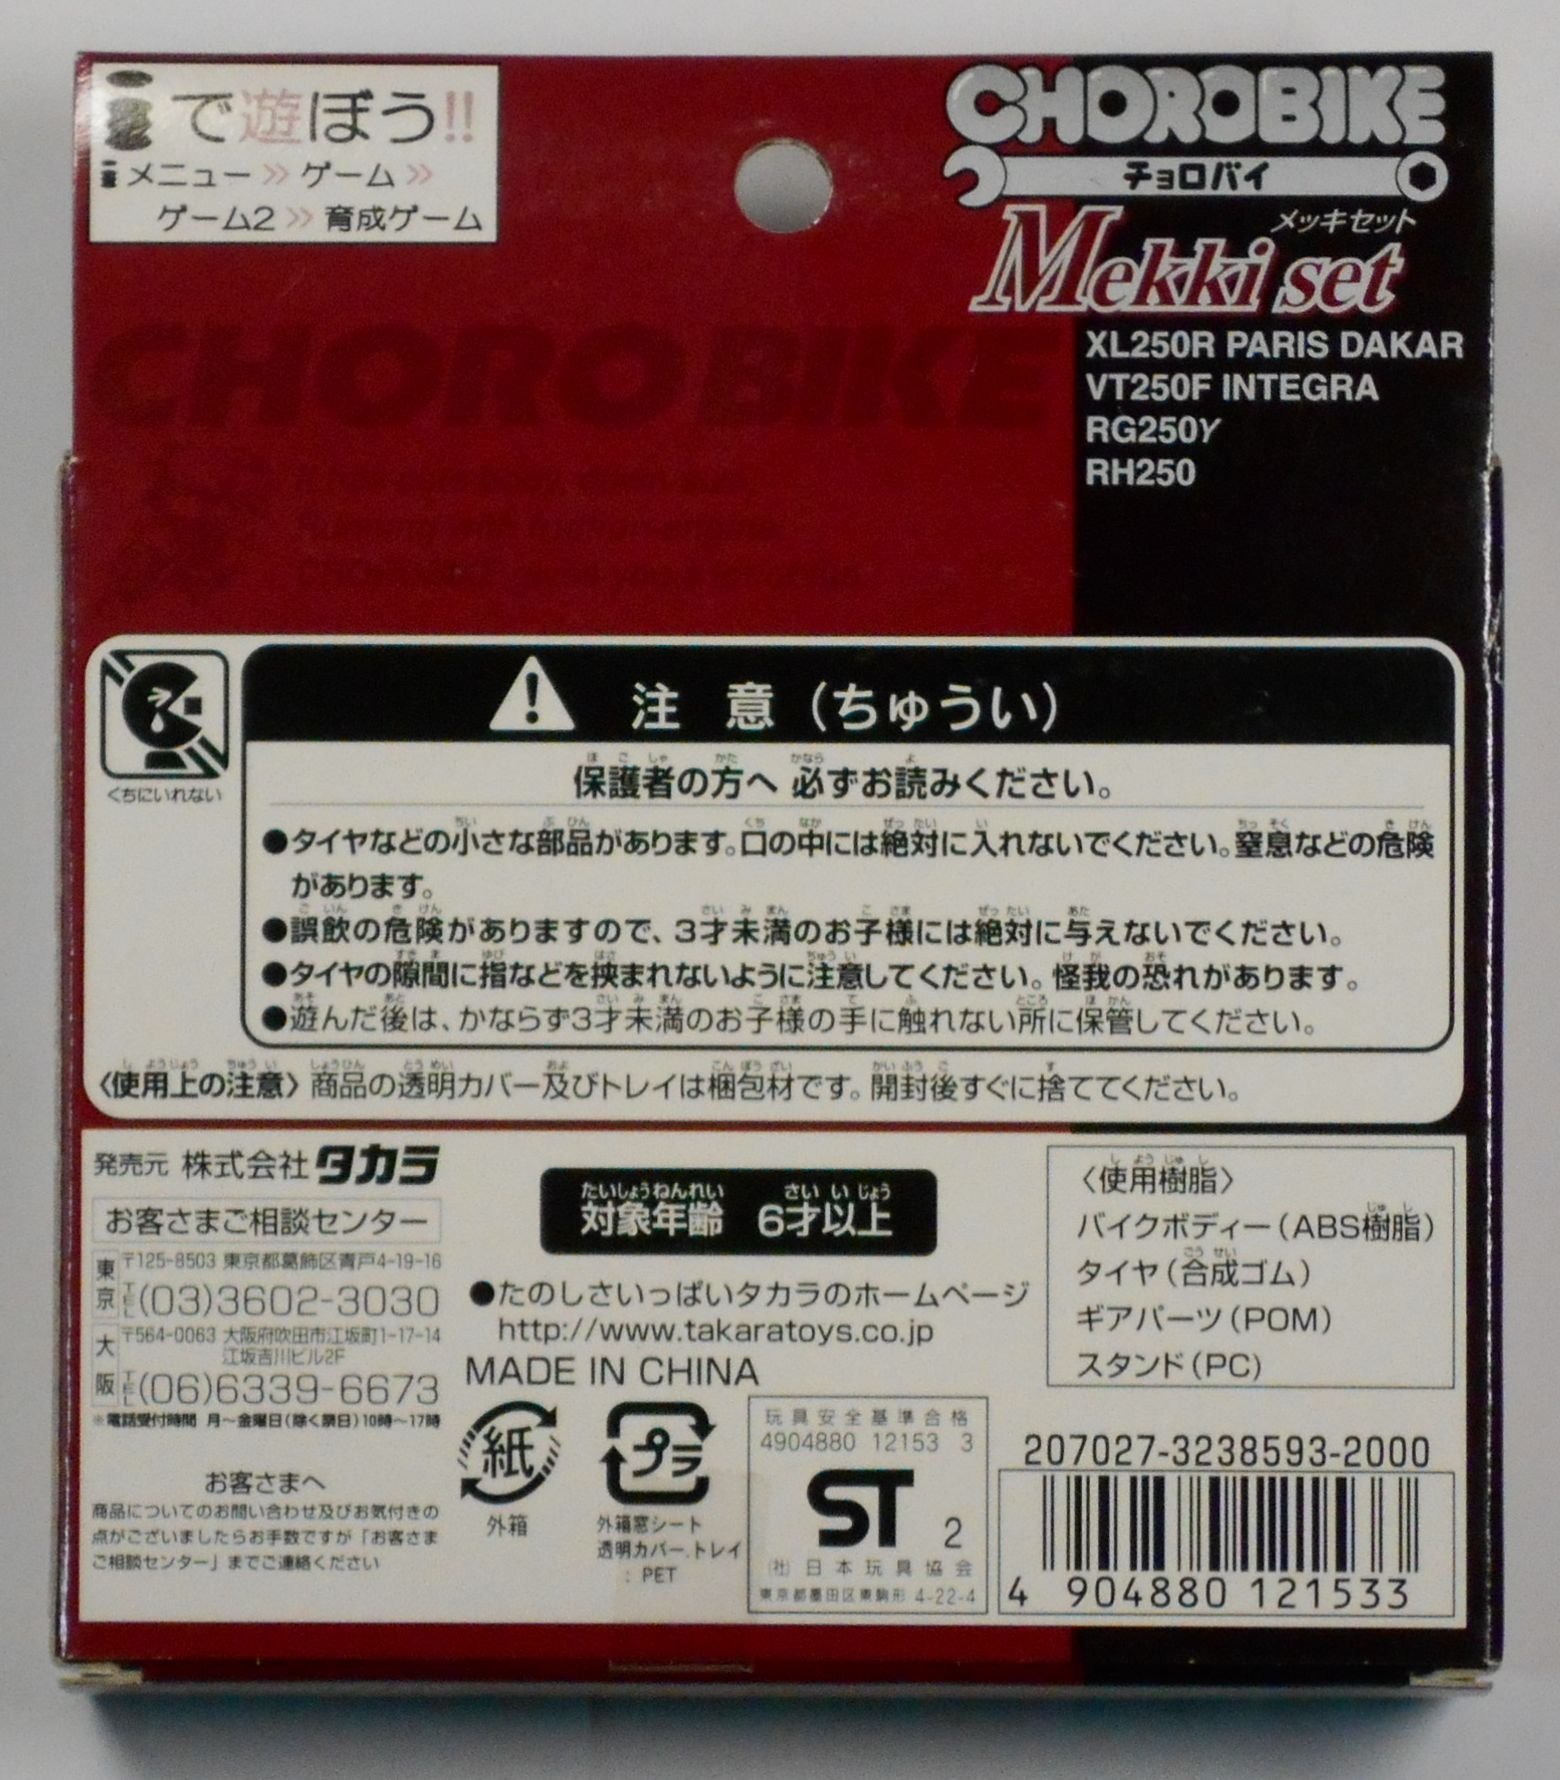 iで遊ぼう!!
iメニュー≫ゲーム≫
ゲーム2≫育成ゲーム
CHOROBIKE
チョロバイ
メッキセット
Mekki set
XL250R PARIS DAKAR
VT250F INTEGRA
RG250γ
RH250
CHORO BIKE
くちにいれない
注意(ちゅうい)
保護者の方へ 必ずお読みください。
●タイヤなどの小さな部品があります。口の中には絶対に入れないでください。窒息などの危険
があります。
●誤飲の危険がありますので、3才未満のお子様には絶対に与えないでください。
●タイヤの隙間に指などを挟まれないように注意してください。怪我の恐れがあります。
●遊んだ後は、かならず3才未満のお子様の手に触れない所に保管してください。
〈使用上の注意〉商品の透明カバー及びトレイは梱包材です。開封後すぐに捨ててください。
発売元 株式会社タカラ
お客さまご相談センター
東京
〒125-8503 東京都葛飾区青戸4-19-16
TEL(03)3602-3030
大阪
〒564-0063 大阪府吹田市江坂町1-17-14
江坂吉川ビル2F
TEL(06)6339-6673
※電話受付時間 月〜金曜日(除く祭日)10時〜17時
お客さまへ
商品についてのお問い合わせ及びお気付きの
点がございましたらお手数ですが「お客さま
ご相談センター」までご連絡ください
対象年齢 6才以上
●たのしさいっぱいタカラのホームページ
http://www.takaratoys.co.jp
MADE IN CHINA
紙
外箱
プラ
外箱窓シート
透明カバー.トレイ
: PET
玩具安全基準合格
4904880 12153 3
ST 2
(社)日本玩具協会
東京都墨田区東駒形 4-22-4
〈使用樹脂〉
バイクボディー(ABS樹脂)
タイヤ(合成ゴム)
ギアパーツ(POM)
スタンド(PC)
207027-3238593-2000
4 904880 121533